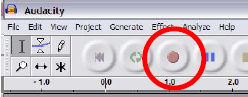 Audacity
File Edit View Project Generate Effect Analyze Help
- 1.0 0 1.0 2.0